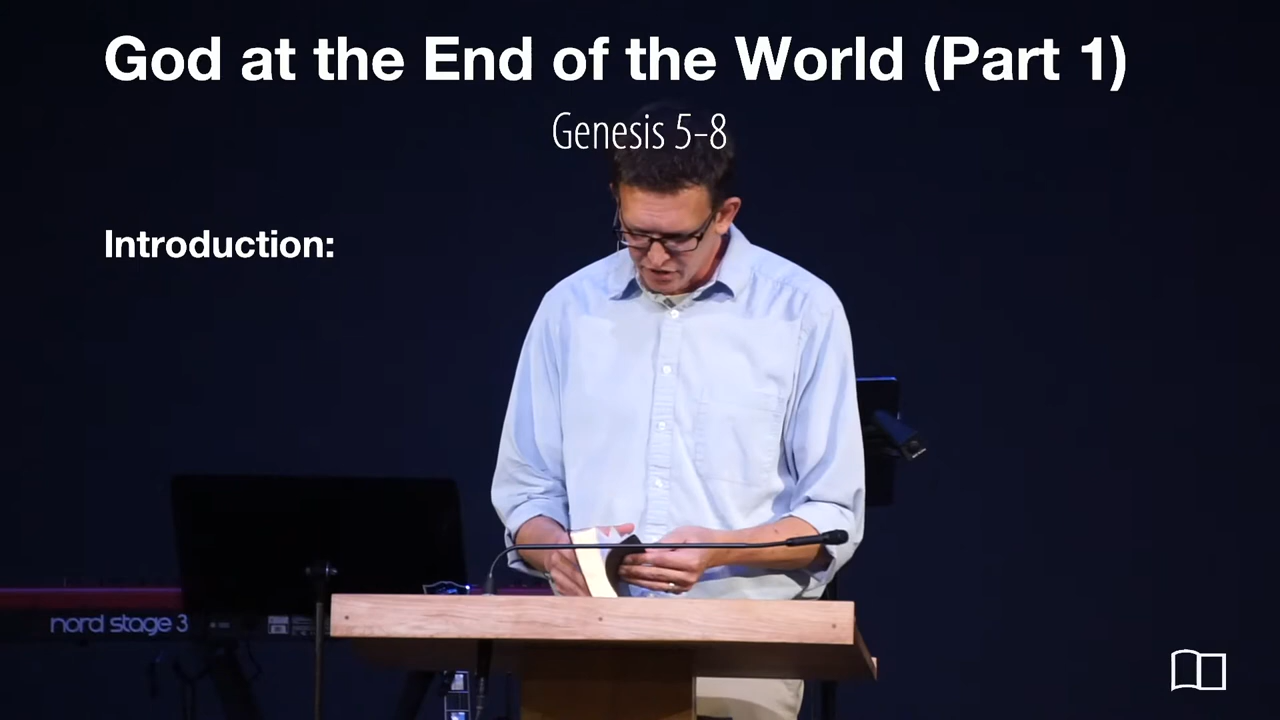 God at the End of the World (Part 1)
Genesis 5-8
Introduction:
nord stage 3